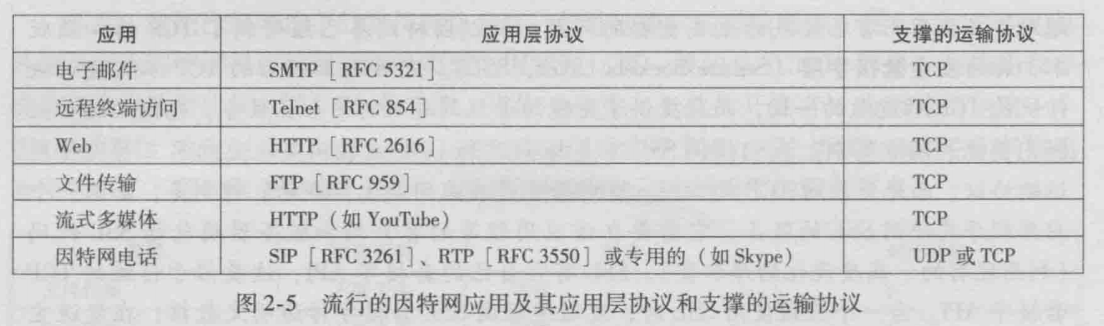 应用 应用层协议 支撑的运输协议
电子邮件 SMTP［RFC 5321］ TCP
远程终端访问 Telnet［RFC 854］ TCP
Web HTTP［RFC 2616］ TCP
文件传输 FTP［RFC 959］ TCP
流式多媒体 HTTP（如 YouTube） TCP
因特网电话 SIP［RFC 3261］、RTP［RFC 3550］或专用的（如 Skype） UDP 或 TCP
图 2-5 流行的因特网应用及其应用层协议和支撑的运输协议